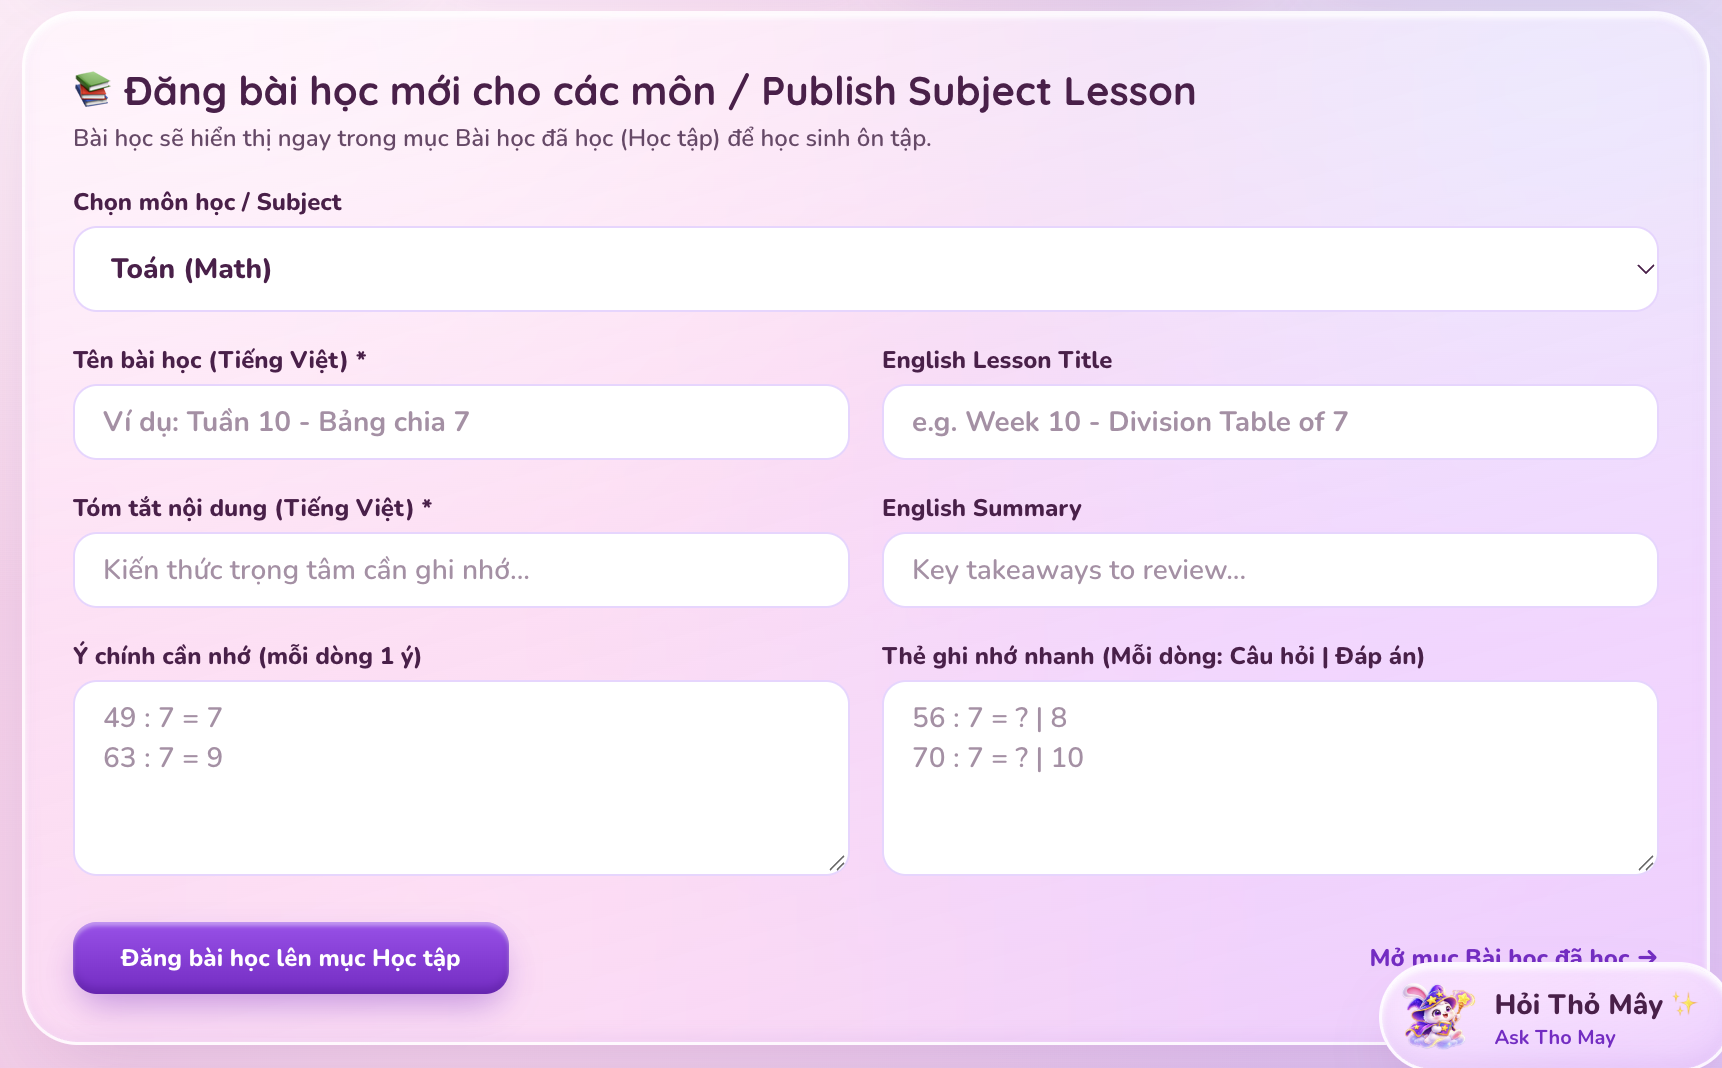 Đăng bài học mới cho các môn / Publish Subject Lesson
Bài học sẽ hiển thị ngay trong mục Bài học đã học (Học tập) để học sinh ôn tập.
Chọn môn học / Subject
Toán (Math)
Tên bài học (Tiếng Việt) *
English Lesson Title
Ví dụ: Tuần 10 - Bảng chia 7
e.g. Week 10 - Division Table of 7
Tóm tắt nội dung (Tiếng Việt) *
English Summary
Kiến thức trọng tâm cần ghi nhớ...
Key takeaways to review...
Ý chính cần nhớ (mỗi dòng 1 ý)
Thẻ ghi nhớ nhanh (Mỗi dòng: Câu hỏi | Đáp án)
49 : 7 = 7
63 : 7 = 9
56 : 7 = ? | 8
70 : 7 = ? | 10
Đăng bài học lên mục Học tập
Mở mục Bài học đã học →
Hỏi Thỏ Mây ✨
Ask Tho May